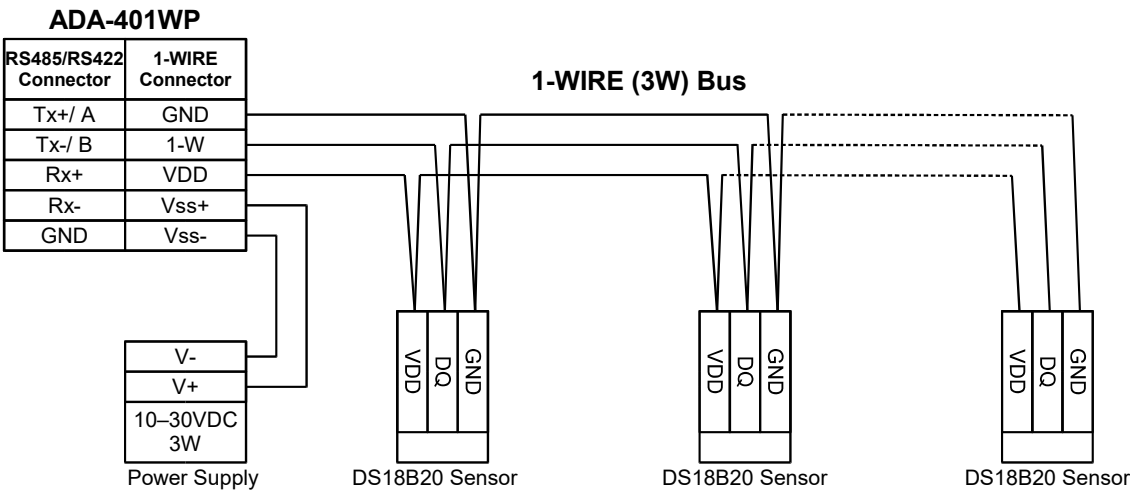 ADA-401WP
RS485/RS422 Connector
1-WIRE Connector
1-WIRE (3W) Bus
Tx+/ A GND
Tx-/ B 1-W
Rx+ VDD
Rx- Vss+
GND Vss-
V-
V+
10–30VDC
3W
Power Supply
VDD
DQ
GND
DS18B20 Sensor
VDD
DQ
GND
DS18B20 Sensor
VDD
DQ
GND
DS18B20 Sensor